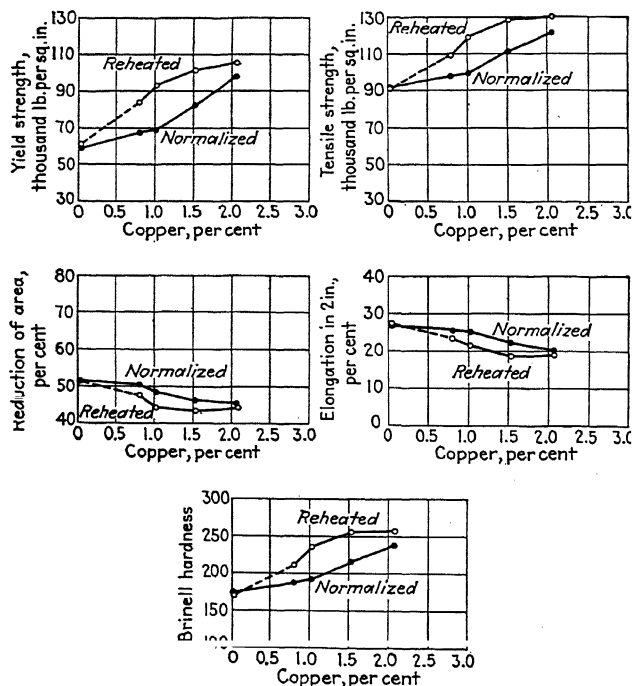 Yield strength,
thousand lb. per sq. in.
130
110
90
70
50
30
Reheated
Normalized
0 0.5 1.0 1.5 2.0 2.5 3.0
Copper, per cent
Tensile strength,
thousand lb. per sq. in.
130
110
90
70
50
30
Reheated
Normalized
0 0.5 1.0 1.5 2.0 2.5 3.0
Copper, per cent
Reduction of area,
per cent
80
70
60
50
40
Normalized
Reheated
0 0.5 1.0 1.5 2.0 2.5 3.0
Copper, per cent
Elongation in 2in.,
per cent
40
30
20
10
0
Normalized
Reheated
0 0.5 1.0 1.5 2.0 2.5 3.0
Copper, per cent
Brinell hardness
300
250
200
150
Reheated
Normalized
0 0.5 1.0 1.5 2.0 2.5 3.0
Copper, per cent